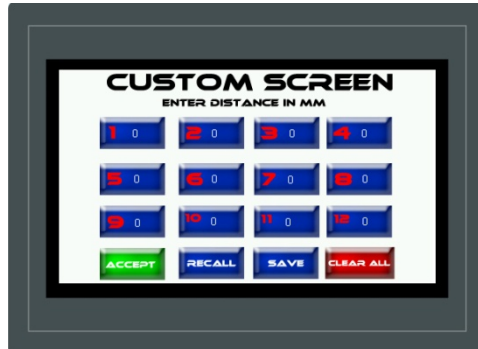 CUSTOM SCREEN
ENTER DISTANCE IN MM
1 0 2 0 3 0 4 0
5 0 6 0 7 0 8 0
9 0 10 0 11 0 12 0
ACCEPT RECALL SAVE CLEAR ALL